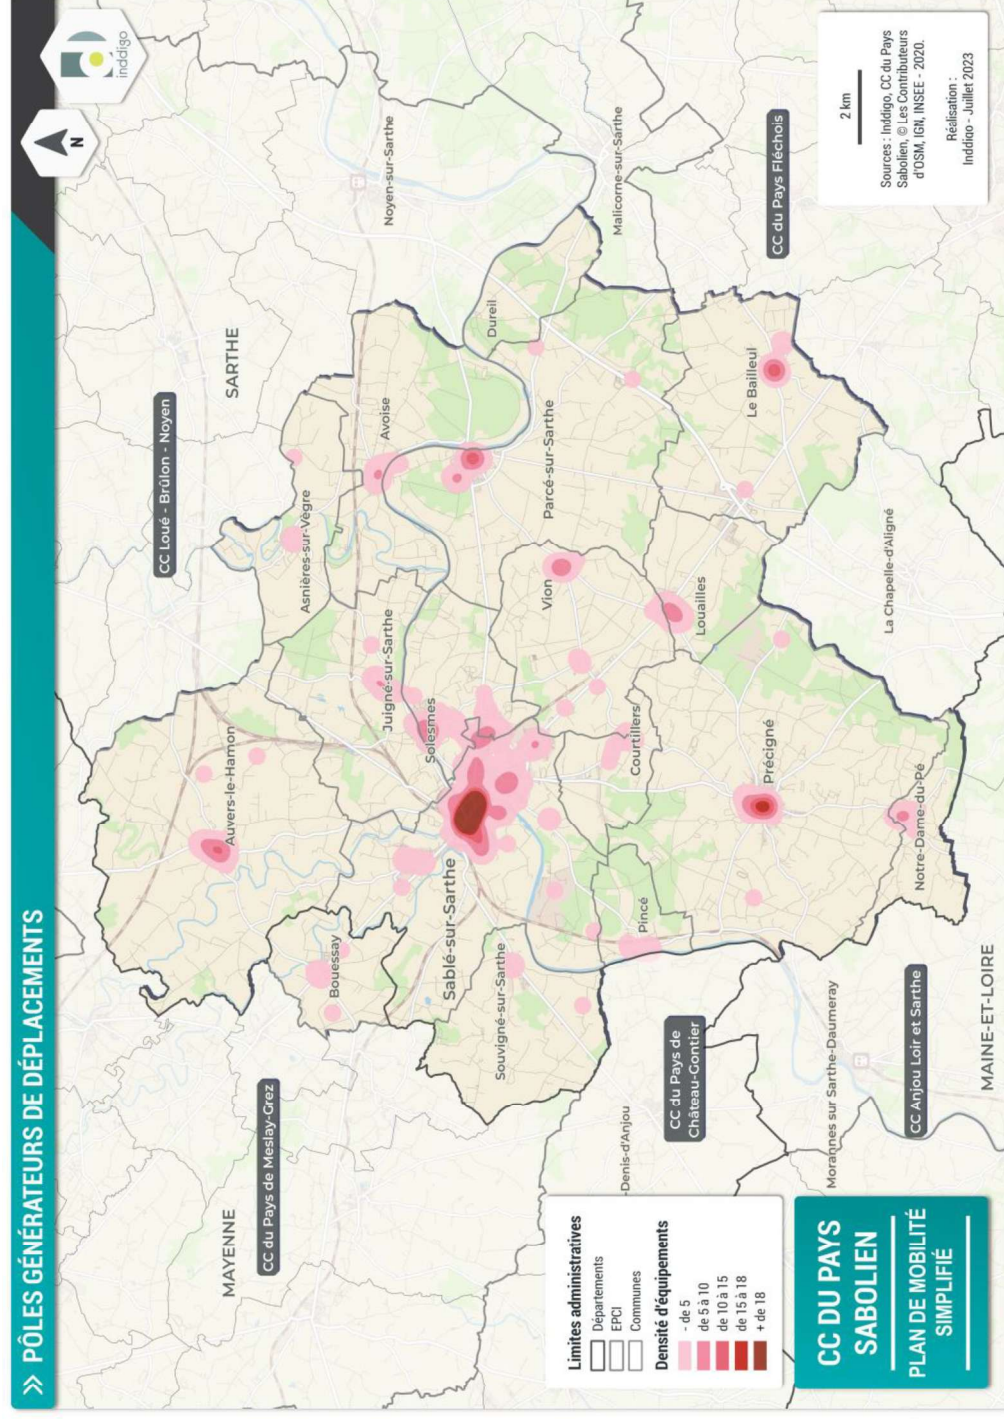 >> PÔLES GÉNÉRATEURS DE DÉPLACEMENTS
N
inddigo
MAYENNE
CC du Pays de Meslay-Grez
CC Loué - Brûlon - Noyen
SARTHE
Auvers-le-Hamon
Asnières-sur-Vègre
Avoise
Noyen-sur-Sarthe
Bouessay
Juigné-sur-Sarthe
Solesmes
Dureil
Sablé-sur-Sarthe
Souvigné-sur-Sarthe
Vion
Parcé-sur-Sarthe
Malicorne-sur-Sarthe
-Denis-d'Anjou
CC du Pays de
Château-Gontier
Pincé
Courtillers
Louailles
Le Bailleul
CC du Pays Fléchois
Précigné
Morannes sur Sarthe-Daumeray
Notre-Dame-du-Pé
La Chapelle-d'Aligné
CC Anjou Loir et Sarthe
MAINE-ET-LOIRE
Limites administratives
Départements
EPCI
Communes
Densité d'équipements
- de 5
de 5 à 10
de 10 à 15
de 15 à 18
+ de 18
CC DU PAYS
SABOLIEN
PLAN DE MOBILITÉ
SIMPLIFIÉ
2 km
Sources : Inddigo, CC du Pays
Sabolien, © Les Contributeurs
d'OSM, IGN, INSEE - 2020.
Réalisation :
Inddigo - Juillet 2023